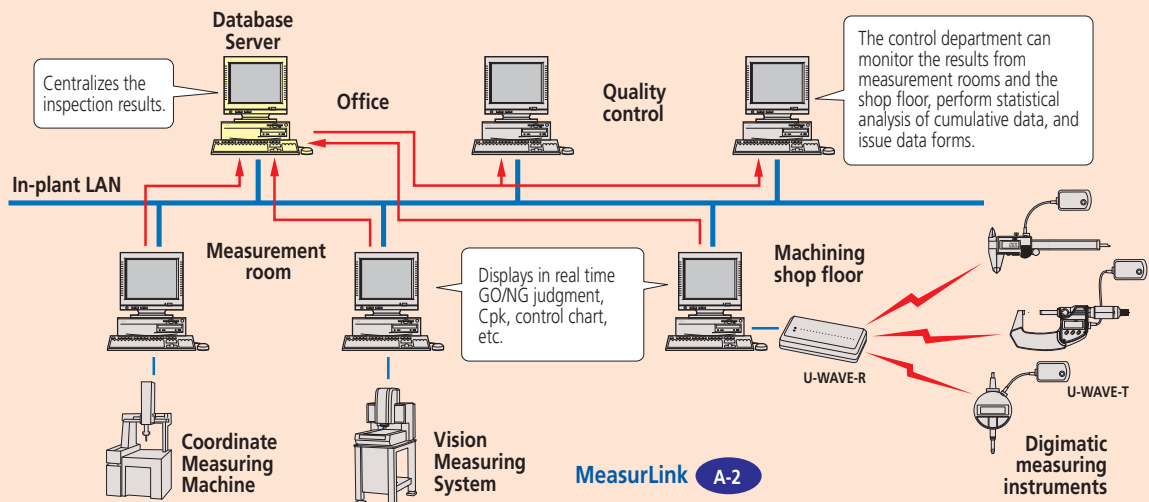 Database
Server
Centralizes the
inspection results.
Office
Quality
control
The control department can
monitor the results from
measurement rooms and the
shop floor, perform statistical
analysis of cumulative data, and
issue data forms.
In-plant LAN
Measurement
room
Displays in real time
GO/NG judgment,
Cpk, control chart,
etc.
Machining
shop floor
U-WAVE-R
U-WAVE-T
Coordinate
Measuring
Machine
Vision
Measuring
System
MeasurLink A-2
Digimatic
measuring
instruments